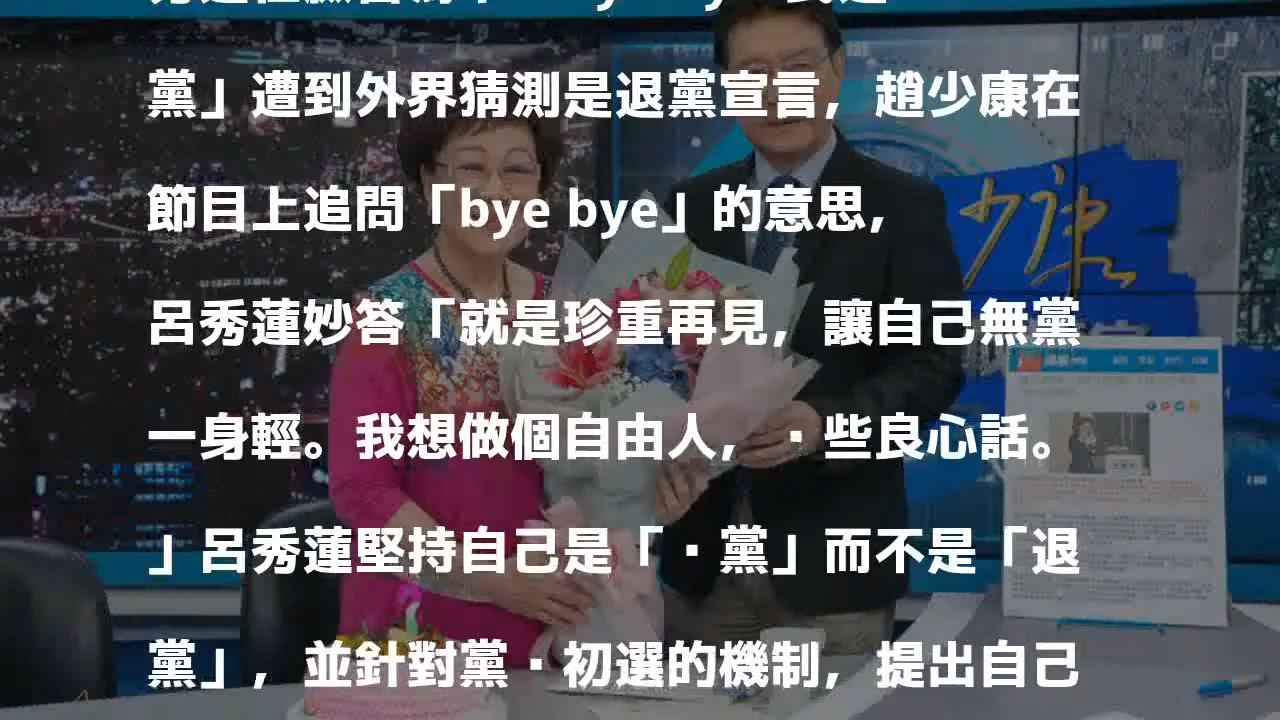 黨」遭到外界猜測是退黨宣言，趙少康在
節目上追問「bye bye」的意思，
呂秀蓮妙答「就是珍重再見，讓自己無黨
一身輕。我想做個自由人，·些良心話。
」呂秀蓮堅持自己是「·黨」而不是「退
黨」，並針對黨·初選的機制，提出自己
少康